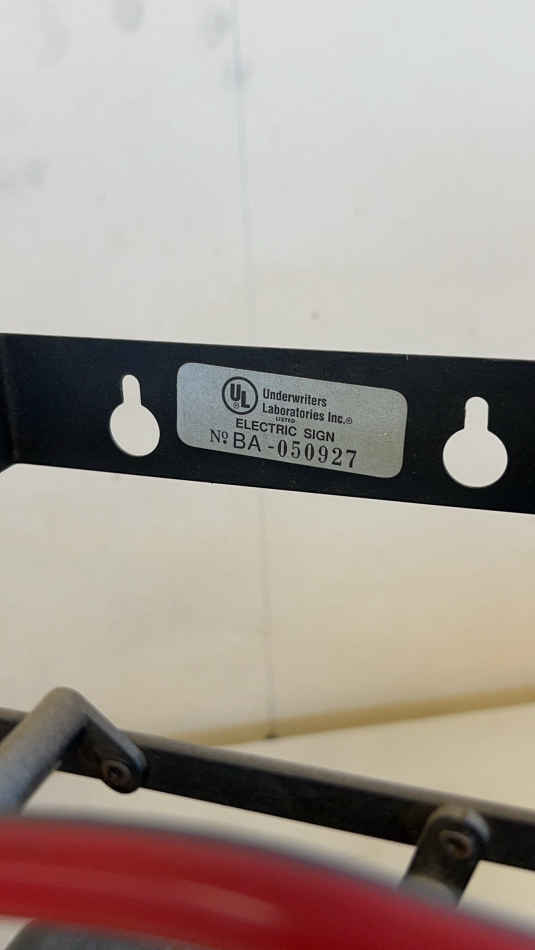 UL®
Underwriters
Laboratories Inc.®
LISTED
ELECTRIC SIGN
Nº BA-050927